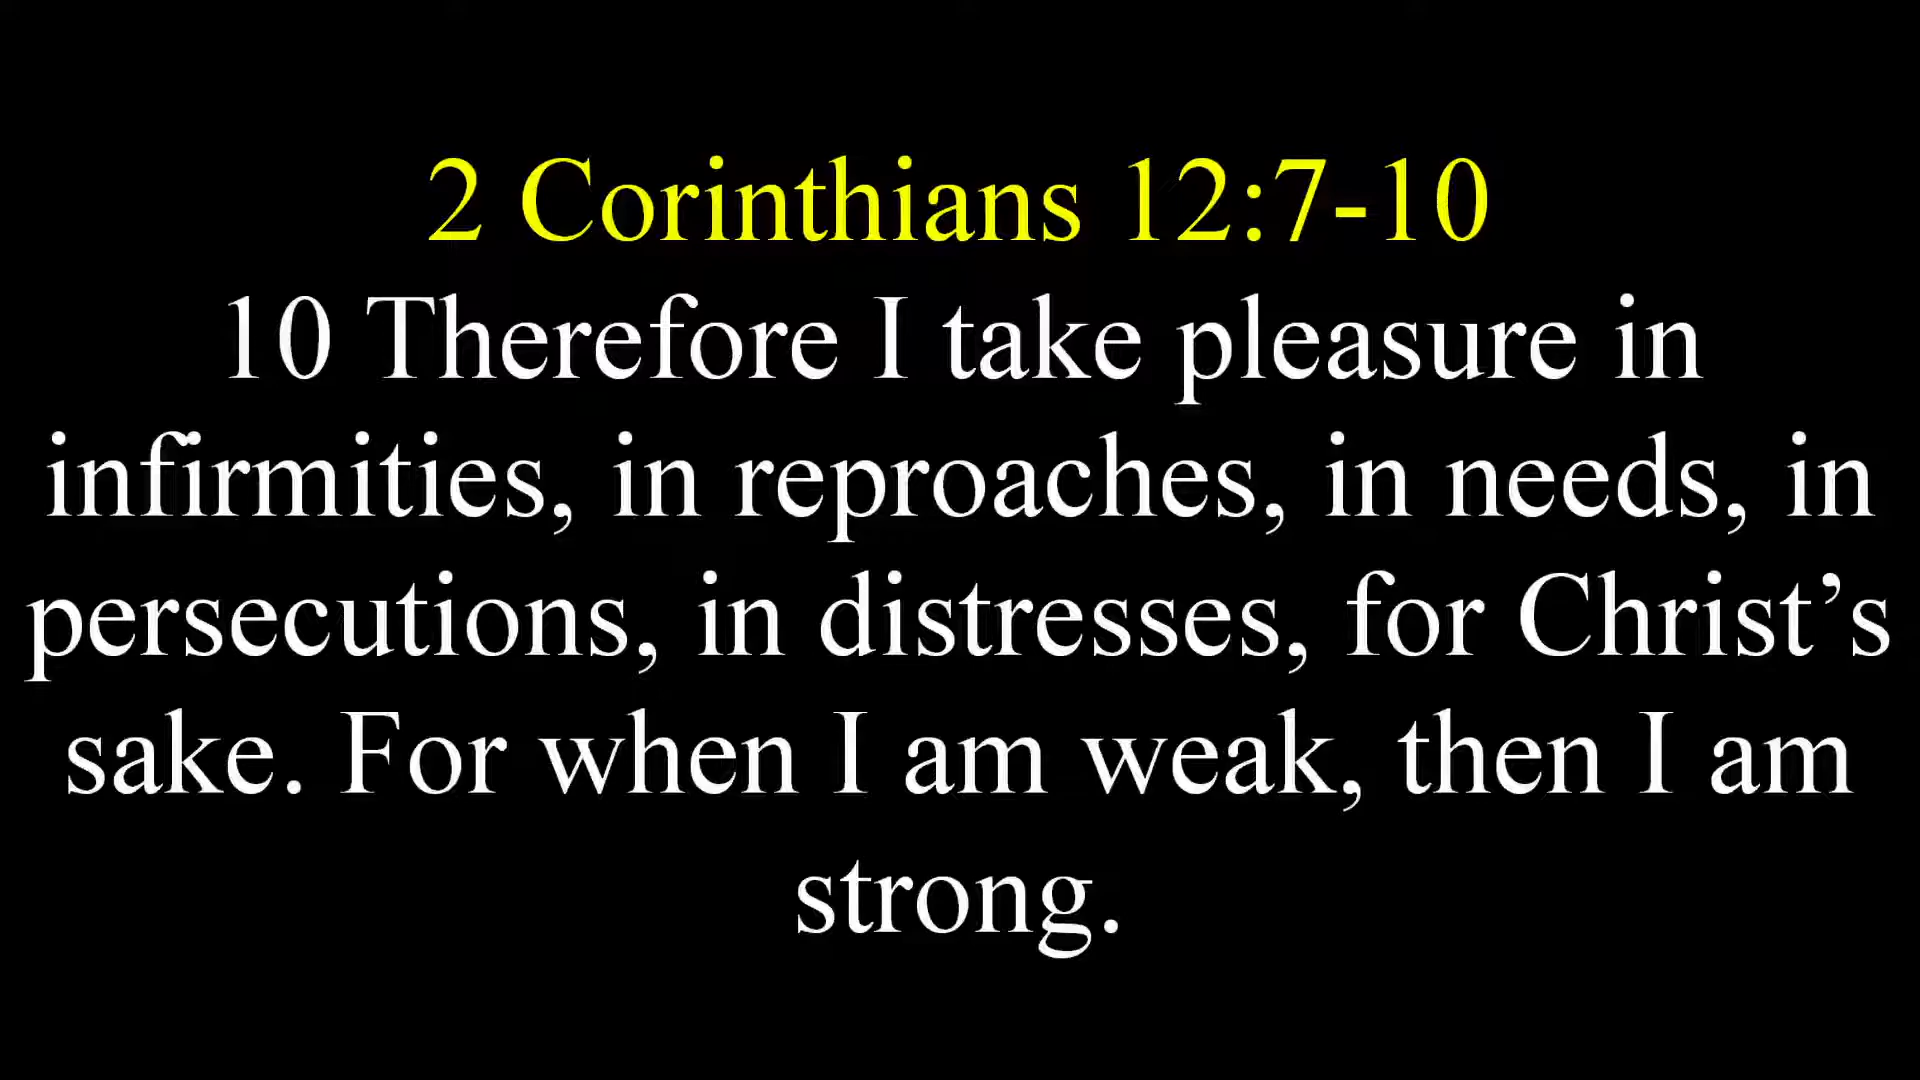 2 Corinthians 12:7-10
10 Therefore I take pleasure in
infirmities, in reproaches, in needs, in
persecutions, in distresses, for Christ’s
sake. For when I am weak, then I am
strong.